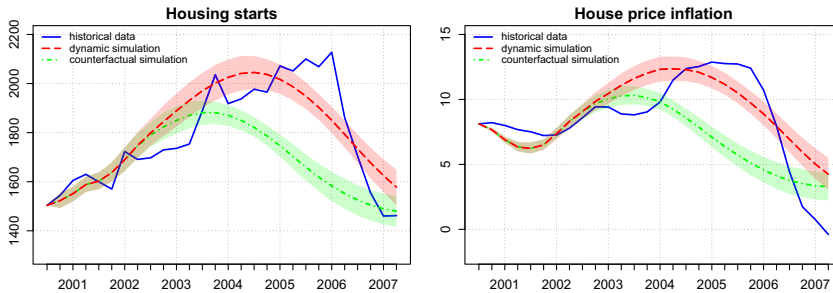 Housing starts
2200
2000
1800
1600
1400
historical data
dynamic simulation
counterfactual simulation
2001 2002 2003 2004 2005 2006 2007
House price inflation
15
10
5
0
historical data
dynamic simulation
counterfactual simulation
2001 2002 2003 2004 2005 2006 2007